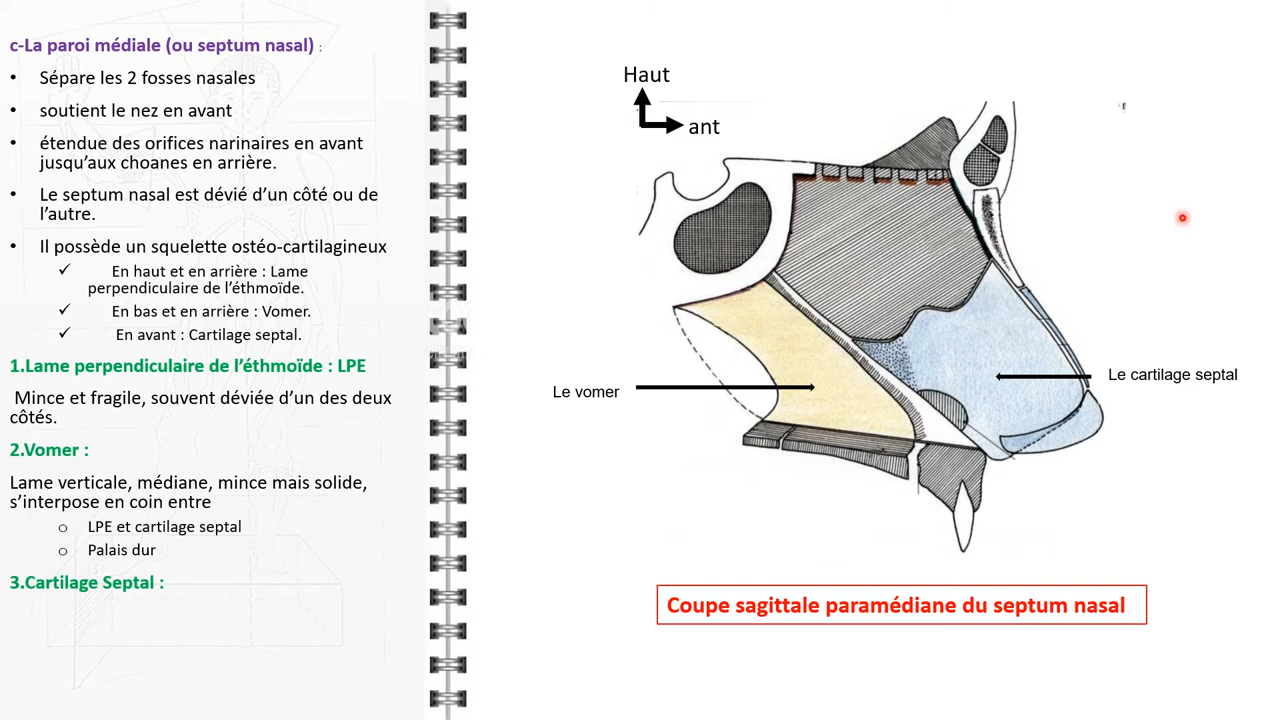 c-La paroi médiale (ou septum nasal) :
• Sépare les 2 fosses nasales
• soutient le nez en avant
• étendue des orifices narinaires en avant
jusqu’aux choanes en arrière.
• Le septum nasal est dévié d’un côté ou de
l’autre.
• Il possède un squelette ostéo-cartilagineux
✓ En haut et en arrière : Lame
perpendiculaire de l’éthmoïde.
✓ En bas et en arrière : Vomer.
✓ En avant : Cartilage septal.
1.Lame perpendiculaire de l’éthmoïde : LPE
Mince et fragile, souvent déviée d’un des deux
côtés.
2.Vomer :
Lame verticale, médiane, mince mais solide,
s’interpose en coin entre
o LPE et cartilage septal
o Palais dur
3.Cartilage Septal :
Haut
ant
Le vomer
Le cartilage septal
Coupe sagittale paramédiane du septum nasal